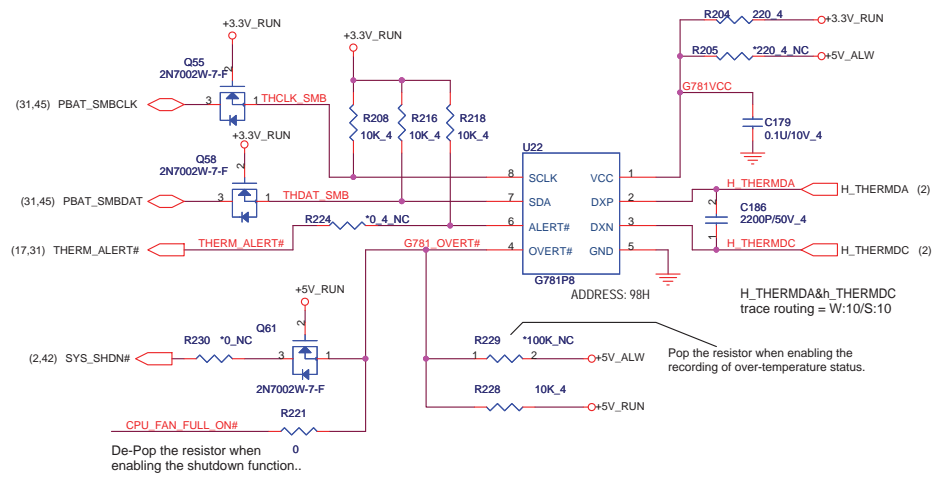 R204 220_4 +3.3V_RUN
R205 *220_4_NC +5V_ALW
+3.3V_RUN
+3.3V_RUN
Q55
2N7002W-7-F
2
(31,45) PBAT_SMBCLK 3 1 THCLK_SMB
G781VCC
R208 R216 R218
10K_4 10K_4 10K_4
C179
0.1U/10V_4
+3.3V_RUN
Q58
2N7002W-7-F
2
(31,45) PBAT_SMBDAT 3 1 THDAT_SMB
U22
8 SCLK VCC 1
7 SDA DXP 2 H_THERMDA H_THERMDA (2)
2 C186
2200P/50V_4
1
R224 *0_4_NC
6 ALERT# DXN 3
(17,31) THERM_ALERT# THERM_ALERT#
G781_OVERT# 4 OVERT# GND 5 H_THERMDC H_THERMDC (2)
G781P8
ADDRESS: 98H
H_THERMDA&h_THERMDC
trace routing = W:10/S:10
+5V_RUN
Q61
2
R230 *0_NC
(2,42) SYS_SHDN# 3 1
2N7002W-7-F
R229 *100K_NC
1 2 +5V_ALW
Pop the resistor when enabling the
recording of over-temperature status.
R228 10K_4
+5V_RUN
R221
CPU_FAN_FULL_ON#
0
De-Pop the resistor when
enabling the shutdown function..